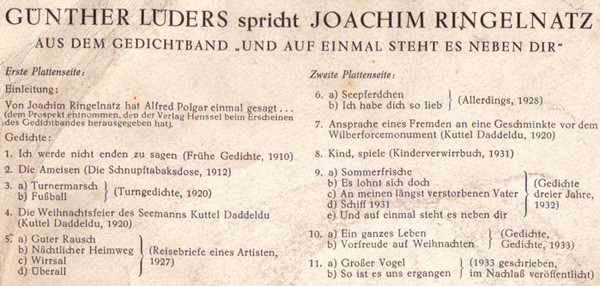 GÜNTHER LÜDERS spricht JOACHIM RINGELNATZ
AUS DEM GEDICHTBAND „UND AUF EINMAL STEHT ES NEBEN DIR“
Erste Plattenseite:
Einleitung:
Von Joachim Ringelnatz hat Alfred Polgar einmal gesagt . . .
(dem Prospekt entnommen, den der Verlag Henssel beim Erscheinen
des Gedichtbandes herausgegeben hat).
Gedichte:
1. Ich werde nicht enden zu sagen (Frühe Gedichte, 1910)
2. Die Ameisen (Die Schnupftabaksdose, 1912)
3. a) Turnermarsch
b) Fußball
(Turngedichte, 1920)
4. Die Weihnachtsfeier des Seemanns Kuttel Daddeldu
(Kuttel Daddeldu, 1920)
5. a) Guter Rausch
b) Nächtlicher Heimweg
c) Wirrsal
d) Überall
(Reisebriefe eines Artisten,
1927)
Zweite Plattenseite:
6. a) Seepferdchen
b) Ich habe dich so lieb
(Allerdings, 1928)
7. Ansprache eines Fremden an eine Geschminkte vor dem
Wilberforcemonument (Kuttel Daddeldu, 1920)
8. Kind, spiele (Kinderverwirrbuch, 1931)
9. a) Sommerfrische
b) Es lohnt sich doch
c) An meinen längst verstorbenen Vater
d) Schiff 1931
e) Und auf einmal steht es neben dir
(Gedichte
dreier Jahre,
1932)
10. a) Ein ganzes Leben
b) Vorfreude auf Weihnachten
(Gedichte,
Gedichte, 1933)
11. a) Großer Vogel
b) So ist es uns ergangen
(1933 geschrieben,
im Nachlaß veröffentlicht)